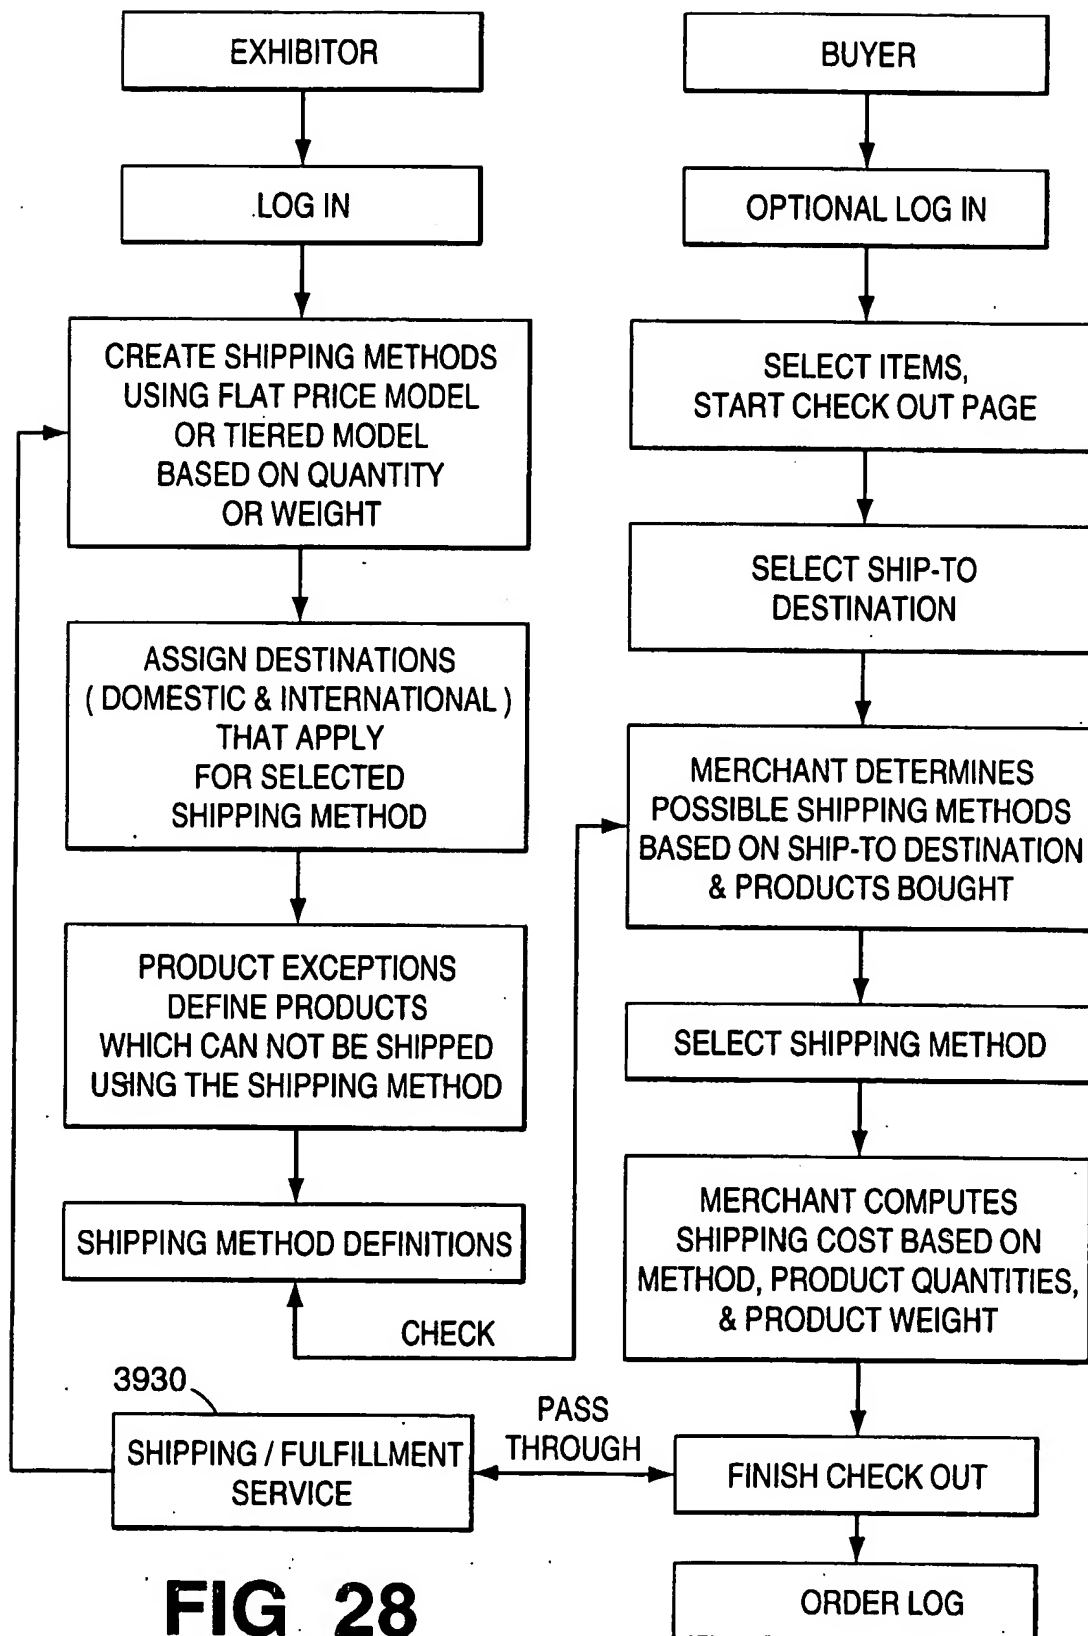 EXHIBITOR
LOG IN
CREATE SHIPPING METHODS
USING FLAT PRICE MODEL
OR TIERED MODEL
BASED ON QUANTITY
OR WEIGHT
ASSIGN DESTINATIONS
( DOMESTIC & INTERNATIONAL )
THAT APPLY
FOR SELECTED
SHIPPING METHOD
PRODUCT EXCEPTIONS
DEFINE PRODUCTS
WHICH CAN NOT BE SHIPPED
USING THE SHIPPING METHOD
SHIPPING METHOD DEFINITIONS
CHECK
3930
SHIPPING / FULFILLMENT
SERVICE
PASS
THROUGH
BUYER
OPTIONAL LOG IN
SELECT ITEMS,
START CHECK OUT PAGE
SELECT SHIP-TO
DESTINATION
MERCHANT DETERMINES
POSSIBLE SHIPPING METHODS
BASED ON SHIP-TO DESTINATION
& PRODUCTS BOUGHT
SELECT SHIPPING METHOD
MERCHANT COMPUTES
SHIPPING COST BASED ON
METHOD, PRODUCT QUANTITIES,
& PRODUCT WEIGHT
FINISH CHECK OUT
ORDER LOG
FIG 28